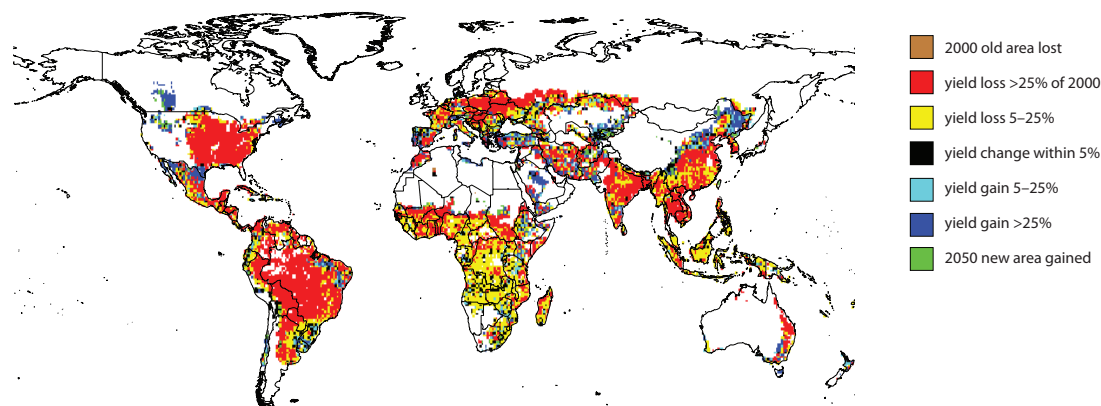 2000 old area lost
yield loss >25% of 2000
yield loss 5–25%
yield change within 5%
yield gain 5–25%
yield gain >25%
2050 new area gained